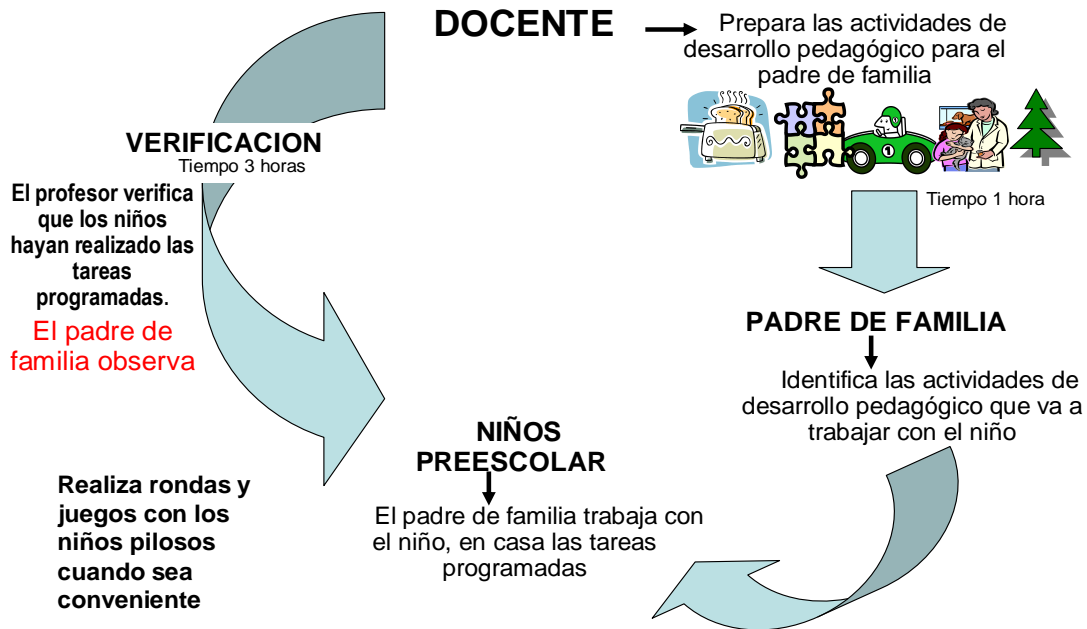 DOCENTE
Prepara las actividades de
desarrollo pedagógico para el
padre de familia
1
Tiempo 1 hora
VERIFICACION
Tiempo 3 horas
El profesor verifica
que los niños
hayan realizado las
tareas
programadas.
El padre de
familia observa
PADRE DE FAMILIA
Identifica las actividades de
desarrollo pedagógico que va a
trabajar con el niño
NIÑOS
PREESCOLAR
El padre de familia trabaja con
el niño, en casa las tareas
programadas
Realiza rondas y
juegos con los
niños pilosos
cuando sea
conveniente